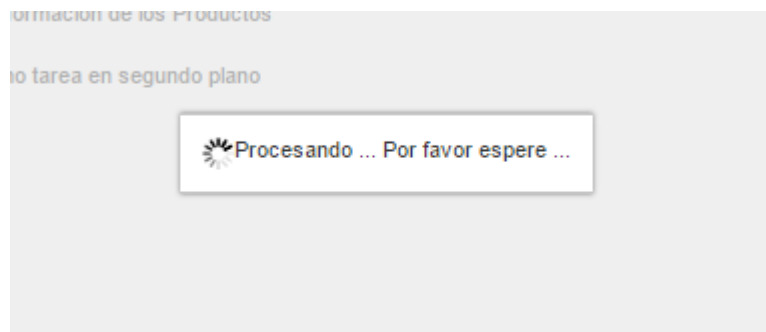 de los Productos
tarea en segundo plano
Procesando ... Por favor espere ...